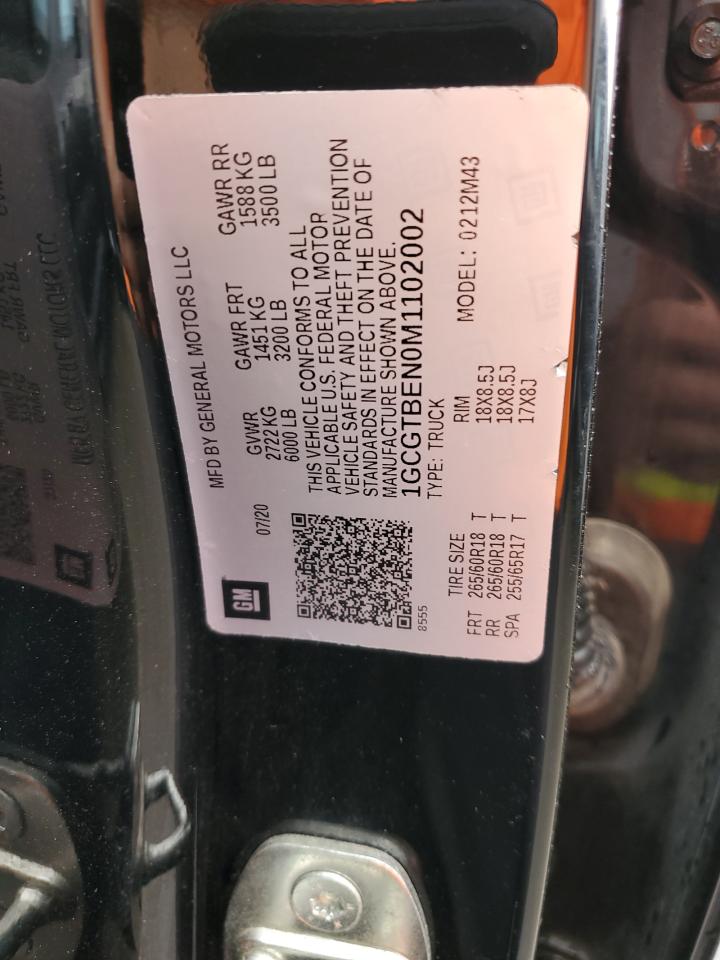 GM
07/20
MFD BY GENERAL MOTORS LLC
GVWR GAWR FRT GAWR RR
2722 KG 1451 KG 1588 KG
6000 LB 3200 LB 3500 LB
THIS VEHICLE CONFORMS TO ALL
APPLICABLE U.S. FEDERAL MOTOR
VEHICLE SAFETY AND THEFT PREVENTION
STANDARDS IN EFFECT ON THE DATE OF
MANUFACTURE SHOWN ABOVE.
1GCGTBEN0M1102002
8555
TYPE: TRUCK
MODEL: 0212M43
TIRE SIZE RIM
FRT 265/60R18 T 18X8.5J
RR 265/60R18 T 18X8.5J
SPA 255/65R17 T 17X8J